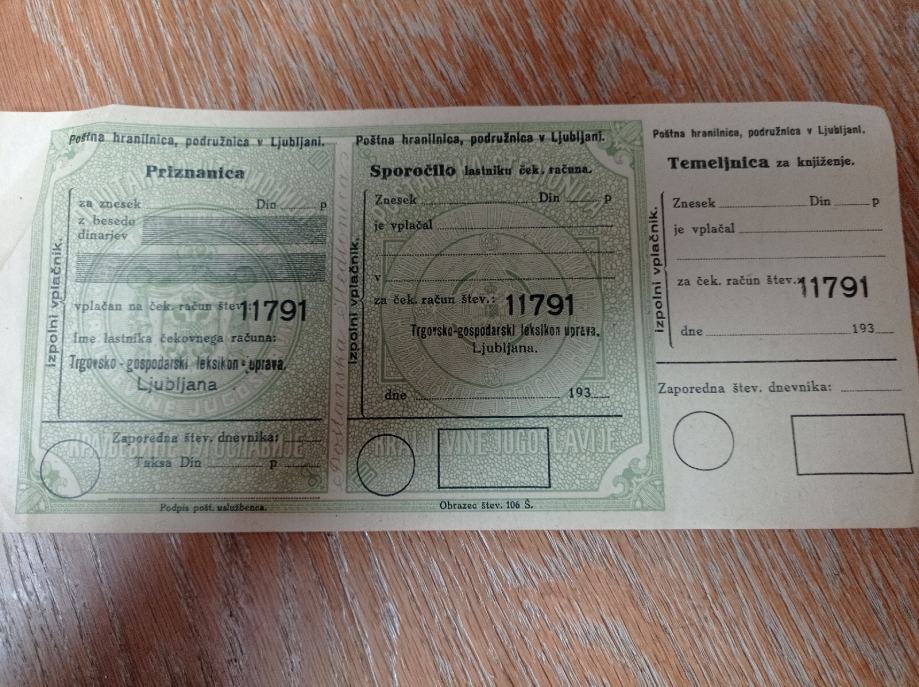 Poštna hranilnica, podružnica v Ljubljani.
Priznanica
za znesek Din p
z besedo
dinarjev
vplačan na ček. račun štev. 11791
Ime lastnika čekovnega računa:
Trgovsko-gospodarski leksikon-uprava.
Ljubljana.
Zaporedna štev. dnevnika:
Taksa Din p
Podpis pošt. uslužbenca.
izpolni vplačnik.
Poštna hranilnica, podružnica v Ljubljani.
Sporočilo lastniku ček. računa.
Znesek Din p
je vplačal
v
za ček. račun štev.: 11791
Trgovsko-gospodarski leksikon uprava.
Ljubljana.
dne 193
KRALJEVINE JUGOSLAVIJE
Obrazec štev. 106 Š.
izpolni vplačnik.
Poštna hranilnica, podružnica v Ljubljani.
Temeljnica za knjiženje.
Znesek Din p
je vplačal
za ček. račun štev. 11791
dne 193
Zaporedna štev. dnevnika:
izpolni vplačnik.